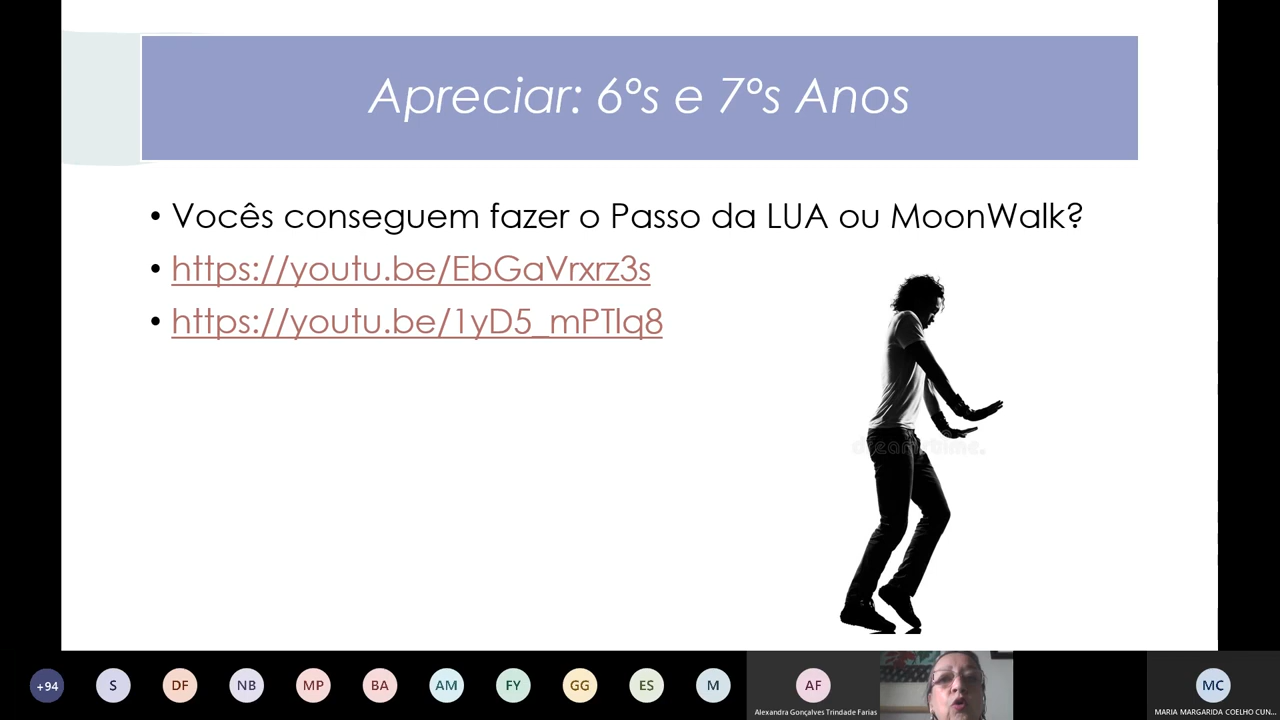 Apreciar: 6ºs e 7ºs Anos
• Vocês conseguem fazer o Passo da LUA ou MoonWalk?
• https://youtu.be/EbGaVrxrz3s
• https://youtu.be/1yD5_mPTlq8
dreamstime.
+94
S
DF
NB
MP
BA
AM
FY
GG
ES
M
AF
MC
Alexandra Gonçalves Trindade Farias
MARIA MARGARIDA COELHO CUN...